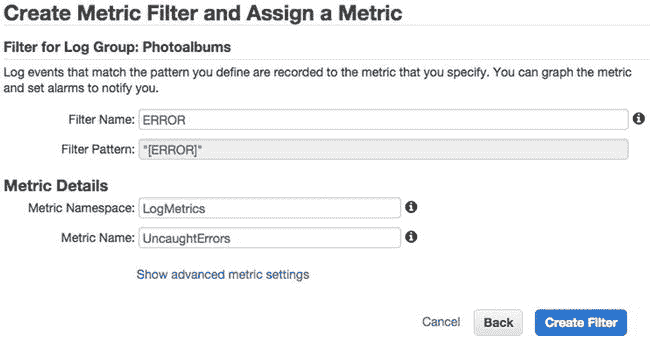 Create Metric Filter and Assign a Metric
Filter for Log Group: Photoalbums
Log events that match the pattern you define are recorded to the metric that you specify. You can graph the metric
and set alarms to notify you.
Filter Name: ERROR
Filter Pattern: "[ERROR]"
Metric Details
Metric Namespace: LogMetrics
Metric Name: UncaughtErrors
Show advanced metric settings
Cancel Back Create Filter